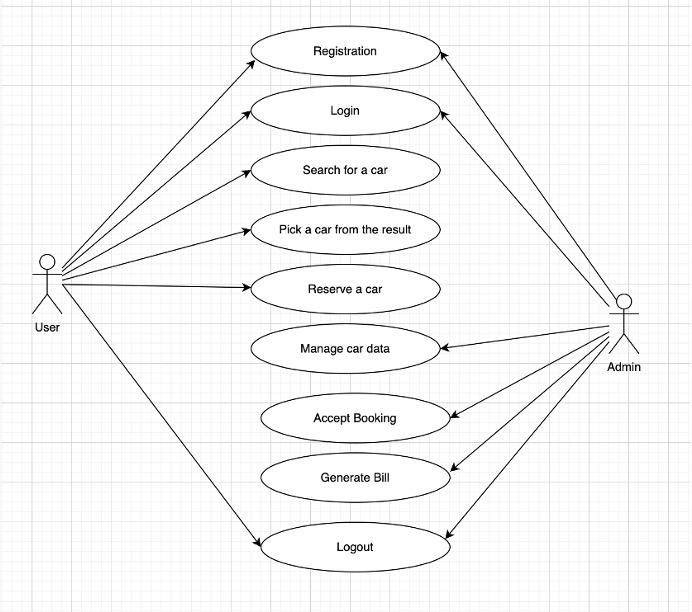 Registration
Login
Search for a car
Pick a car from the result
Reserve a car
User
Manage car data
Admin
Accept Booking
Generate Bill
Logout